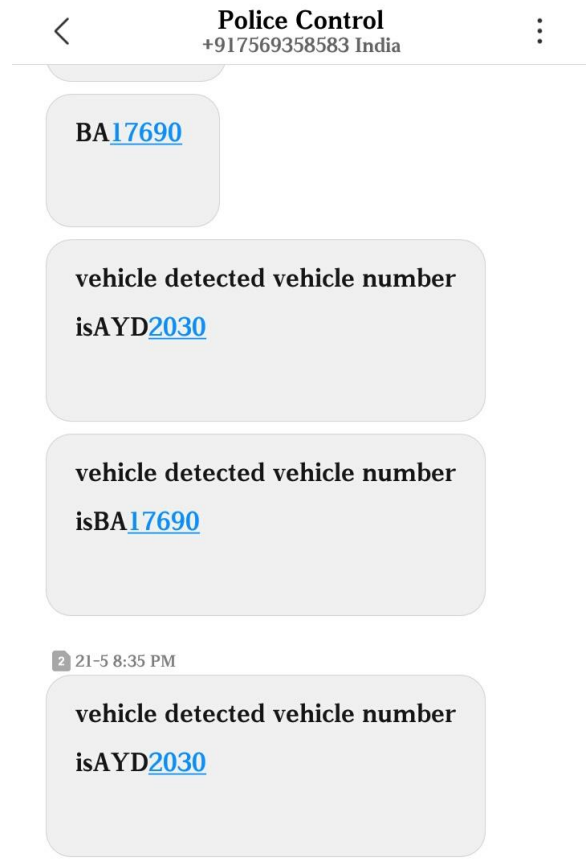 Police Control
+917569358583 India
BA17690
vehicle detected vehicle number
isAYD2030
vehicle detected vehicle number
isBA17690
2 21-5 8:35 PM
vehicle detected vehicle number
isAYD2030